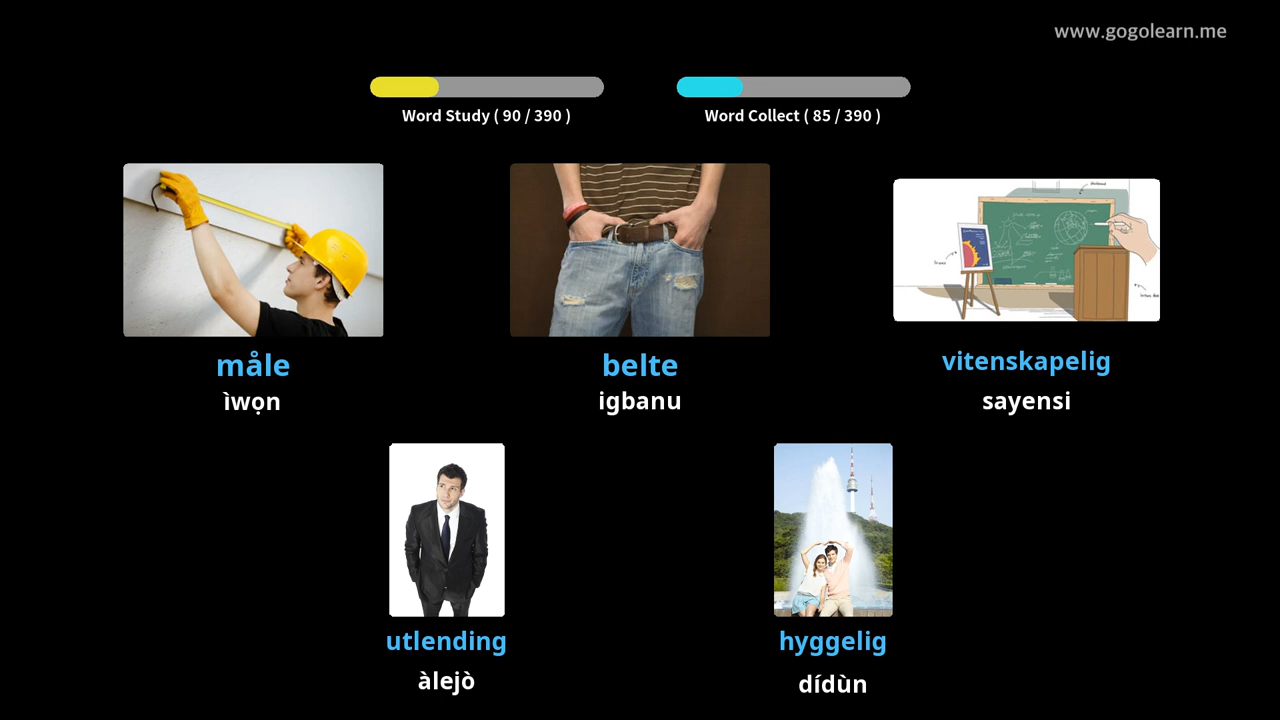 www.gogolearn.me
Word Study ( 90 / 390 )
Word Collect ( 85 / 390 )
måle
ìwọn
belte
igbanu
vitenskapelig
sayensi
utlending
àlejò
hyggelig
dídùn